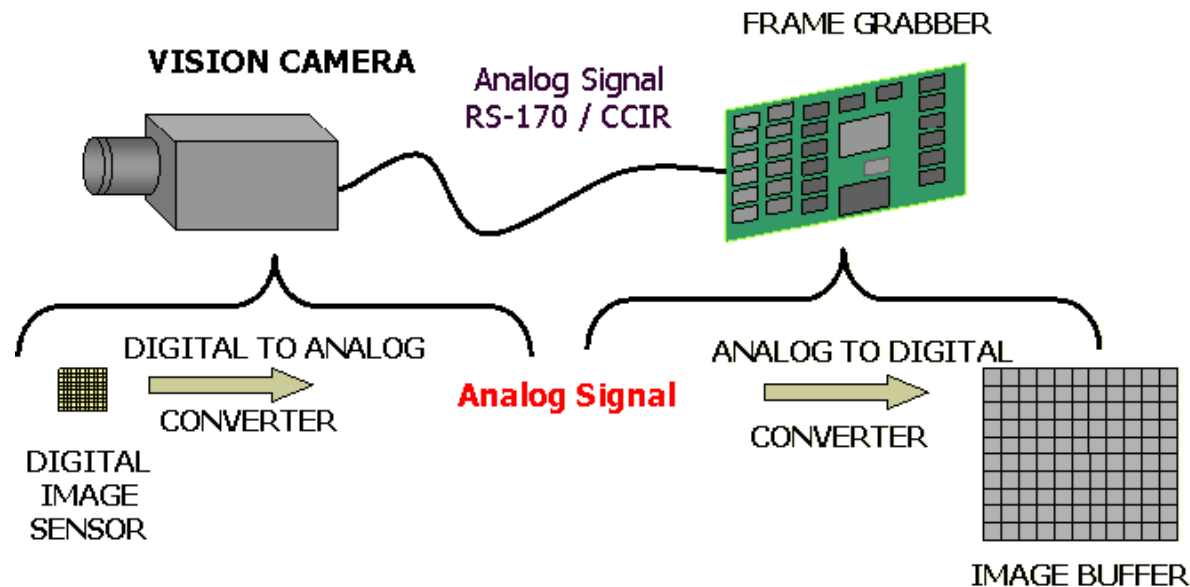 FRAME GRABBER
VISION CAMERA
Analog Signal
RS-170 / CCIR
DIGITAL TO ANALOG
CONVERTER
Analog Signal
ANALOG TO DIGITAL
CONVERTER
DIGITAL
IMAGE
SENSOR
IMAGE BUFFER